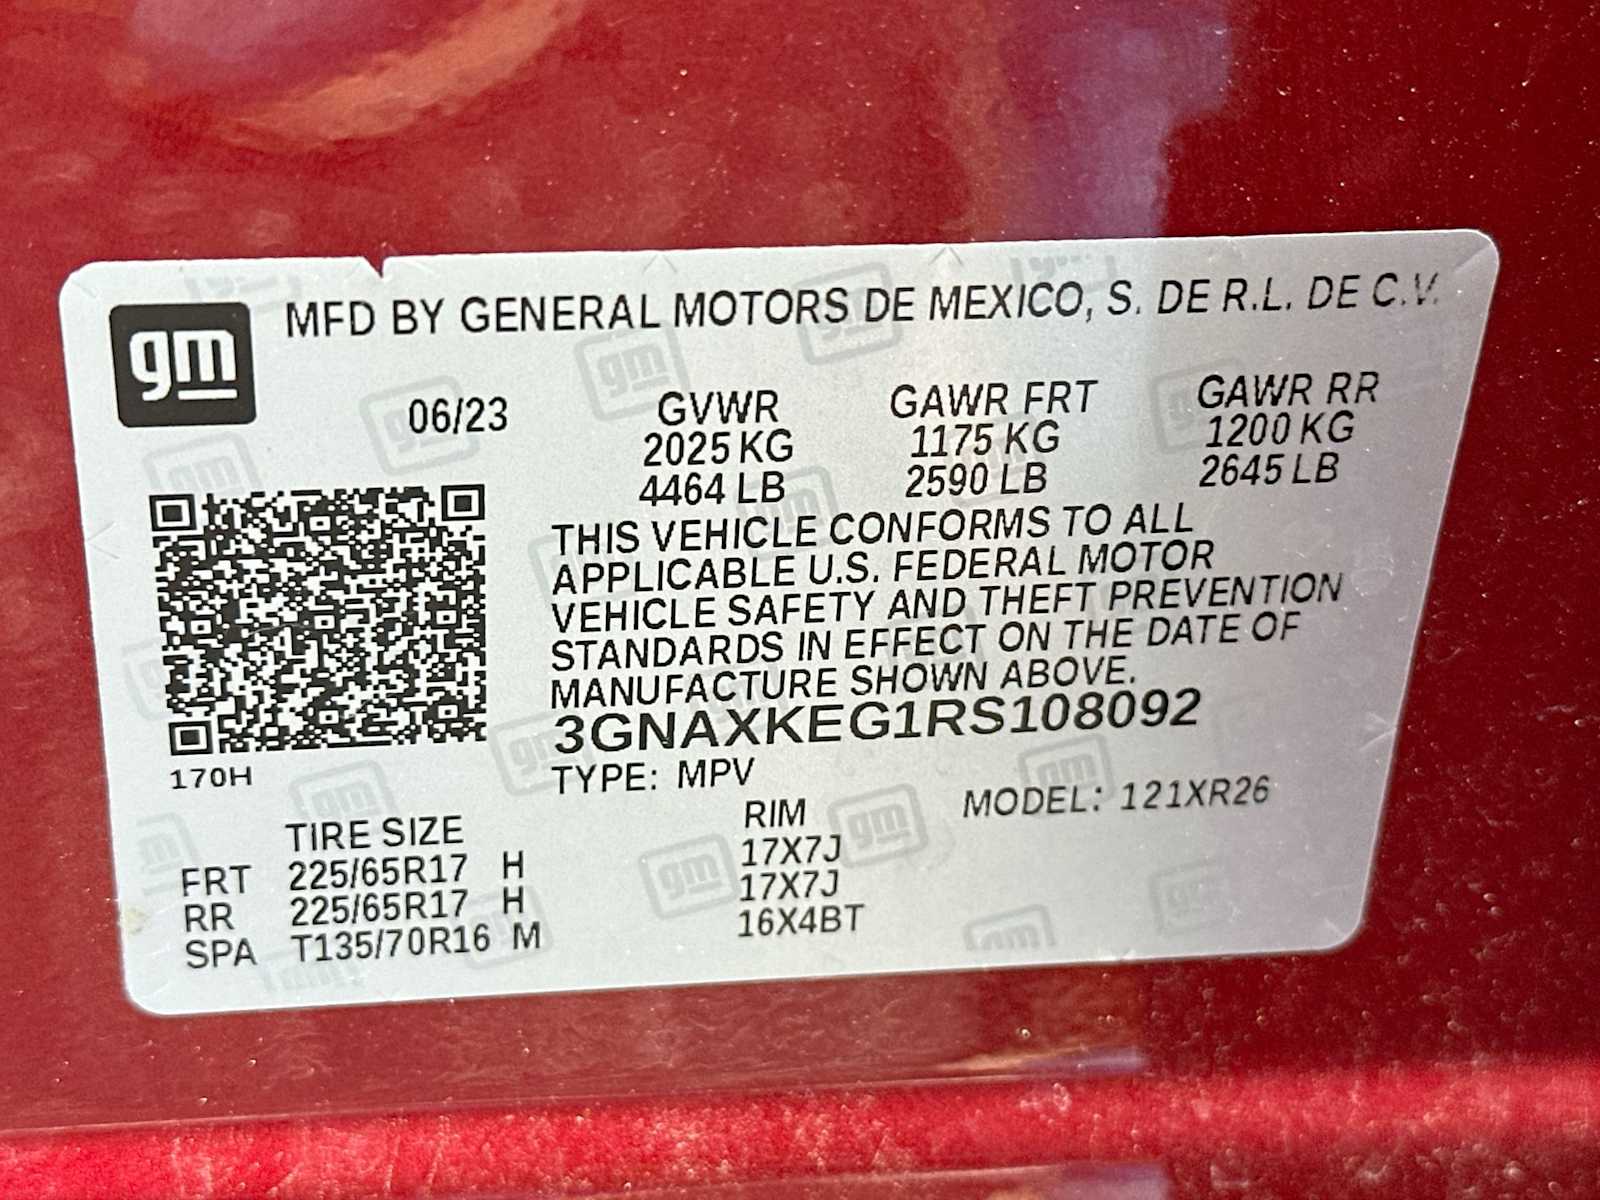 gm
MFD BY GENERAL MOTORS DE MEXICO, S. DE R.L. DE C.V.
06/23 GVWR GAWR FRT GAWR RR
2025 KG 1175 KG 1200 KG
4464 LB 2590 LB 2645 LB
THIS VEHICLE CONFORMS TO ALL
APPLICABLE U.S. FEDERAL MOTOR
VEHICLE SAFETY AND THEFT PREVENTION
STANDARDS IN EFFECT ON THE DATE OF
MANUFACTURE SHOWN ABOVE.
3GNAXKEG1RS108092
170H
TYPE: MPV MODEL: 121XR26
TIRE SIZE RIM
FRT 225/65R17 H 17X7J
RR 225/65R17 H 17X7J
SPA T135/70R16 M 16X4BT